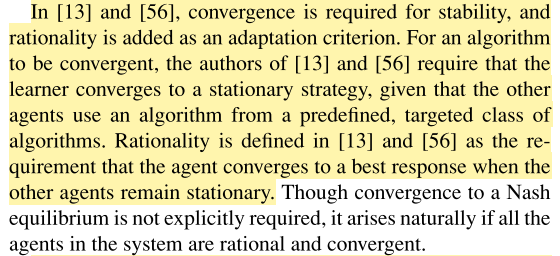 In [13] and [56], convergence is required for stability, and
rationality is added as an adaptation criterion. For an algorithm
to be convergent, the authors of [13] and [56] require that the
learner converges to a stationary strategy, given that the other
agents use an algorithm from a predefined, targeted class of
algorithms. Rationality is defined in [13] and [56] as the re-
quirement that the agent converges to a best response when the
other agents remain stationary. Though convergence to a Nash
equilibrium is not explicitly required, it arises naturally if all the
agents in the system are rational and convergent.